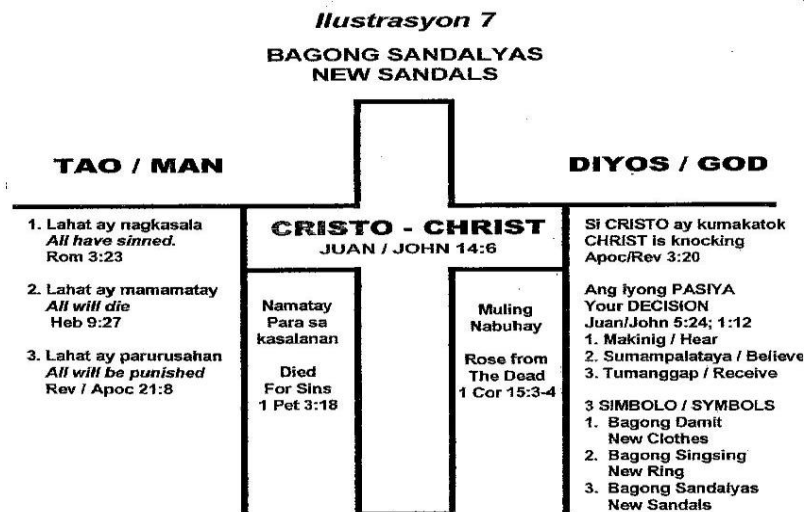 Ilustrasyon 7
BAGONG SANDALYAS
NEW SANDALS
TAO / MAN
1. Lahat ay nagkasala
All have sinned.
Rom 3:23
2. Lahat ay mamamatay
All will die
Heb 9:27
3. Lahat ay parurusahan
All will be punished
Rev / Apoc 21:8
CRISTO - CHRIST
JUAN / JOHN 14:6
Namatay
Para sa
kasalanan
Died
For Sins
1 Pet 3:18
Muling
Nabuhay
Rose from
The Dead
1 Cor 15:3-4
DIYOS / GOD
Si CRISTO ay kumakatok
CHRIST is knocking
Apoc/Rev 3:20
Ang iyong PASIYA
Your DECISION
Juan/John 5:24; 1:12
1. Makinig / Hear
2. Sumampalataya / Believe
3. Tumanggap / Receive
3 SIMBOLO / SYMBOLS
1. Bagong Damit
New Clothes
2. Bagong Singsing
New Ring
3. Bagong Sandalyas
New Sandals